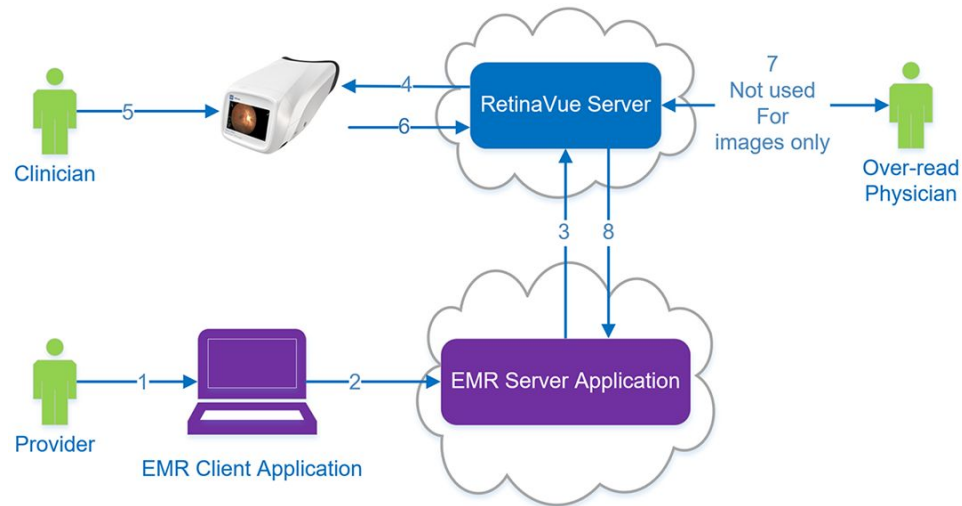 7
Not used
For
images only
4
RetinaVue Server
5
6
Clinician
Over-read
Physician
3
8
EMR Server Application
1
2
Provider
EMR Client Application